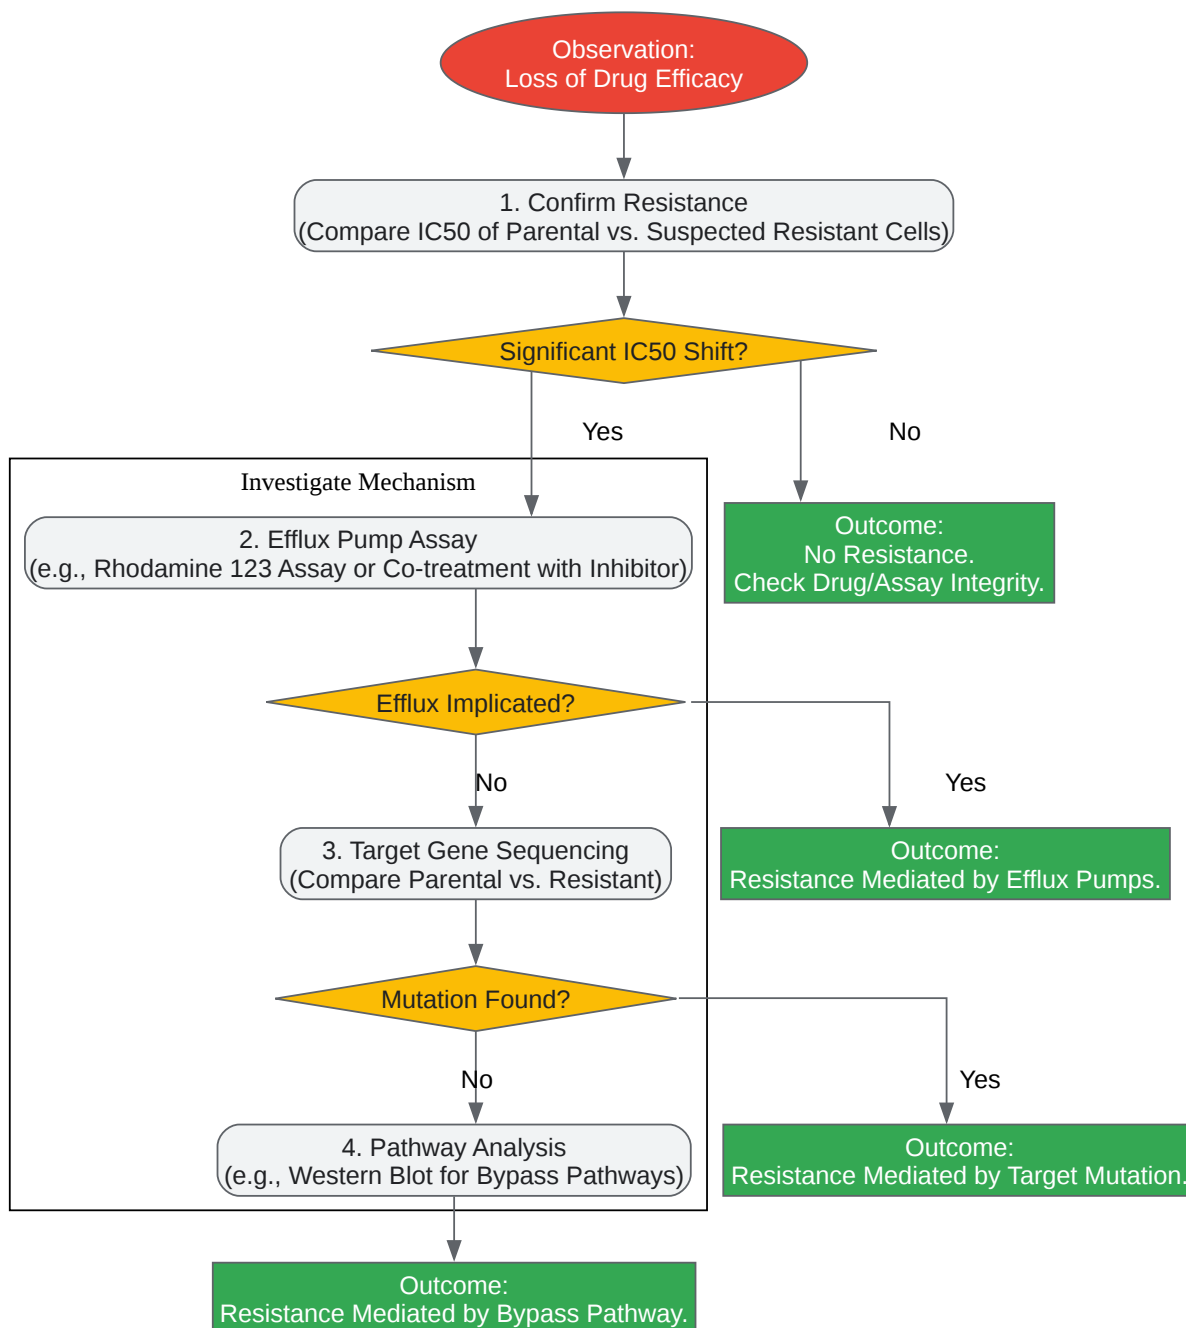 Observation:
Loss of Drug Efficacy
1. Confirm Resistance
(Compare IC50 of Parental vs. Suspected Resistant Cells)
Significant IC50 Shift?
Yes
No
Investigate Mechanism
2. Efflux Pump Assay
(e.g., Rhodamine 123 Assay or Co-treatment with Inhibitor)
Outcome:
No Resistance.
Check Drug/Assay Integrity.
Efflux Implicated?
No
Yes
3. Target Gene Sequencing
(Compare Parental vs. Resistant)
Outcome:
Resistance Mediated by Efflux Pumps.
Mutation Found?
No
Yes
4. Pathway Analysis
(e.g., Western Blot for Bypass Pathways)
Outcome:
Resistance Mediated by Target Mutation.
Outcome:
Resistance Mediated by Bypass Pathway.